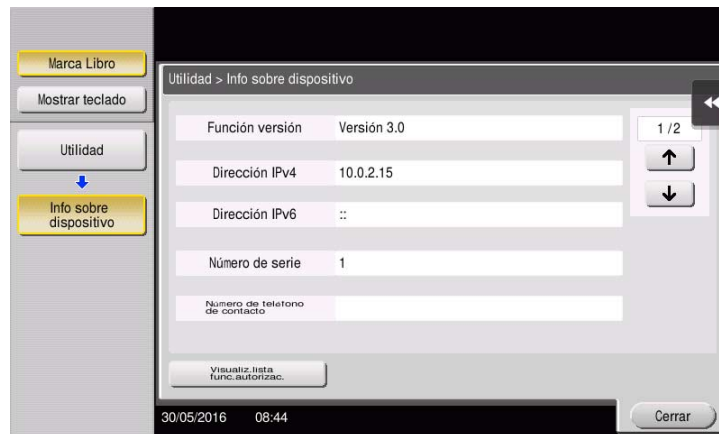 Marca Libro
Mostrar teclado
Utilidad
Info sobre
dispositivo
Utilidad > Info sobre dispositivo
Función versión Versión 3.0
Dirección IPv4 10.0.2.15
Dirección IPv6 ::
Número de serie 1
Número de teléfono
de contacto
1 /2
Visualiz.lista
func.autorizac.
30/05/2016 08:44
Cerrar